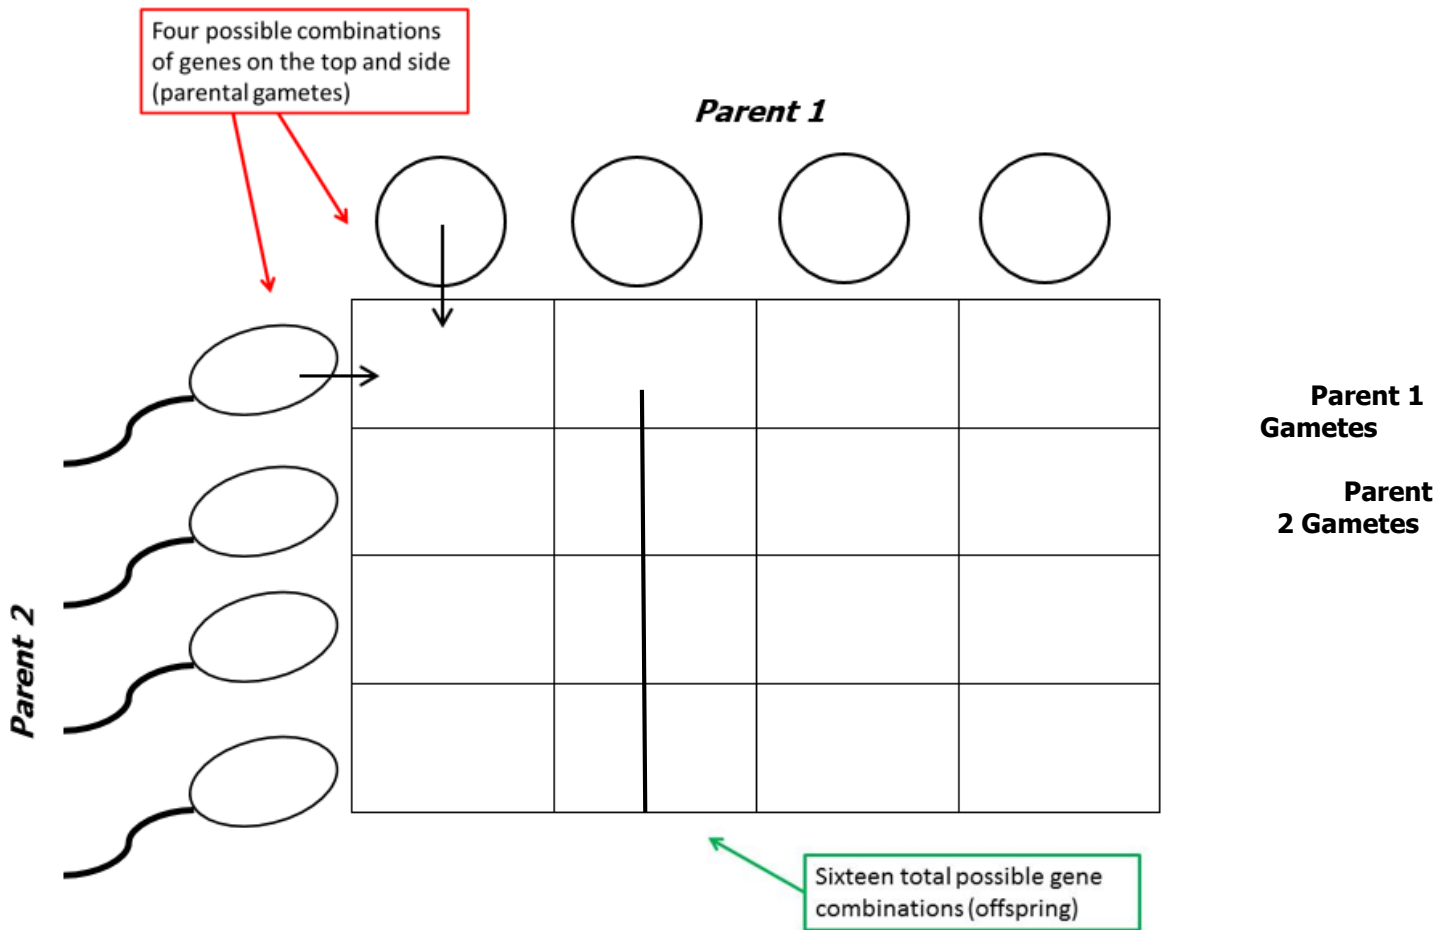 Four possible combinations
of genes on the top and side
(parental gametes)
Parent 1
Parent 1
Gametes
Parent
2 Gametes
Parent 2
Sixteen total possible gene
combinations (offspring)